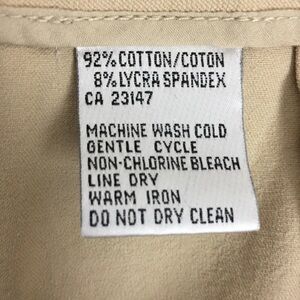 92% COTTON/COTON
8% LYCRA SPANDEX
CA 23147
MACHINE WASH COLD
GENTLE CYCLE
NON-CHLORINE BLEACH
LINE DRY
WARM IRON
DO NOT DRY CLEAN